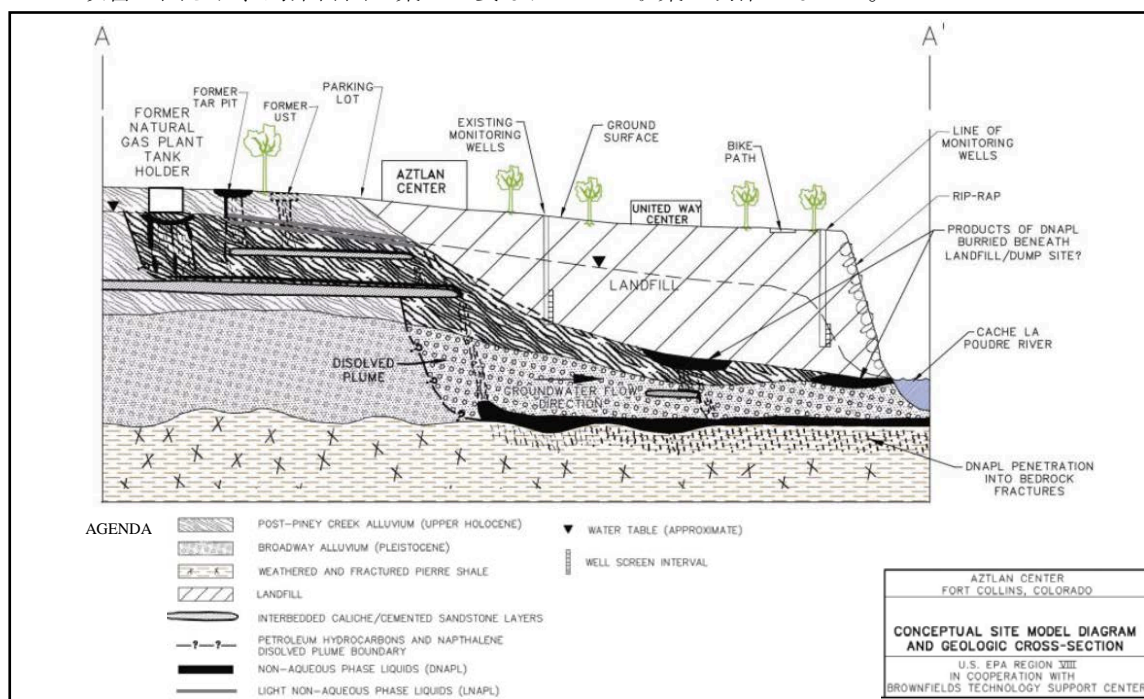 A
A'
FORMER
NATURAL
GAS PLANT
TANK
HOLDER
FORMER
TAR PIT
FORMER
UST
PARKING
LOT
AZTLAN
CENTER
EXISTING
MONITORING
WELLS
GROUND
SURFACE
UNITED WAY
CENTER
BIKE
PATH
LINE OF
MONITORING
WELLS
RIP-RAP
PRODUCTS OF DNAPL
BURRIED BENEATH
LANDFILL/DUMP SITE?
LANDFILL
CACHE LA
POUDRE RIVER
DISOLVED
PLUME
GROUNDWATER FLOW
DIRECTION
DNAPL PENETRATION
INTO BEDROCK
FRACTURES
AGENDA
POST-PINEY CREEK ALLUVIUM (UPPER HOLOCENE)
BROADWAY ALLUVIUM (PLEISTOCENE)
WEATHERED AND FRACTURED PIERRE SHALE
LANDFILL
INTERBEDDED CALICHE/CEMENTED SANDSTONE LAYERS
PETROLEUM HYDROCARBONS AND NAPTHALENE
DISOLVED PLUME BOUNDARY
NON-AQUEOUS PHASE LIQUIDS (DNAPL)
LIGHT NON-AQUEOUS PHASE LIQUIDS (LNAPL)
WATER TABLE (APPROXIMATE)
WELL SCREEN INTERVAL
AZTLAN CENTER
FORT COLLINS, COLORADO
CONCEPTUAL SITE MODEL DIAGRAM
AND GEOLOGIC CROSS-SECTION
U.S. EPA REGION VIII
IN COOPERATION WITH
BROWNFIELDS TECHNOLOGY SUPPORT CENTER